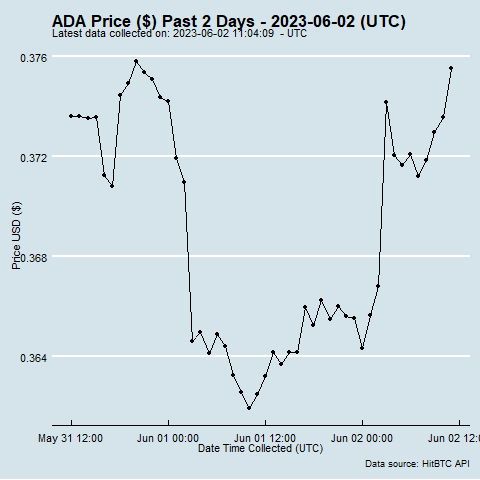 ADA Price ($) Past 2 Days - 2023-06-02 (UTC)
Latest data collected on: 2023-06-02 11:04:09 - UTC
0.376
0.372
0.368
0.364
Price USD ($)
May 31 12:00
Jun 01 00:00
Jun 01 12:00
Jun 02 00:00
Jun 02 12:
Date Time Collected (UTC)
Data source: HitBTC API